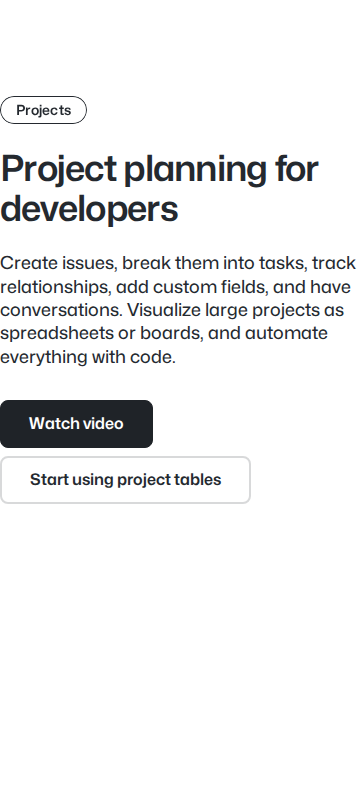 Projects
Project planning for
developers
Create issues, break them into tasks, track
relationships, add custom fields, and have
conversations. Visualize large projects as
spreadsheets or boards, and automate
everything with code.
Watch video
Start using project tables